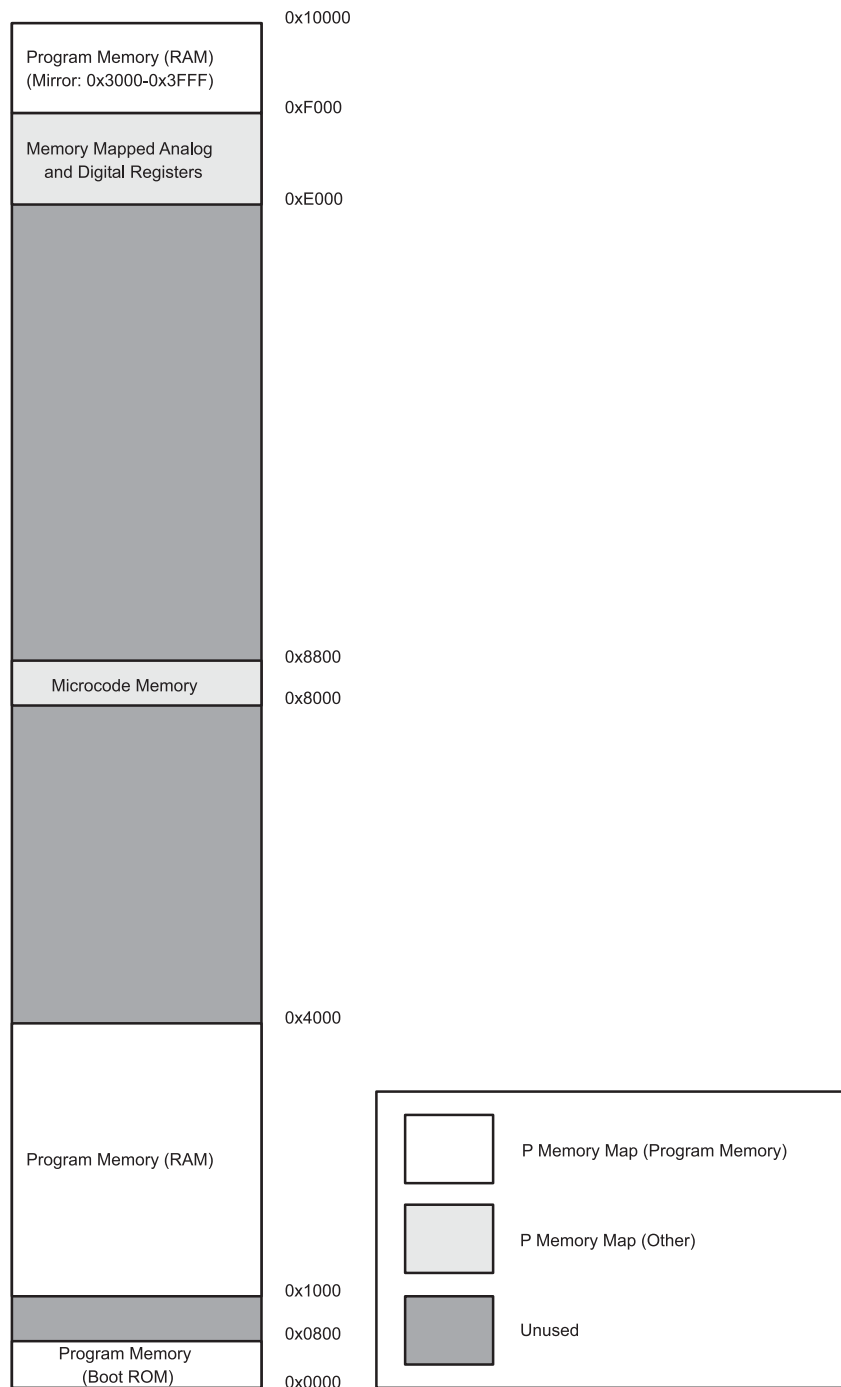 0x10000
Program Memory (RAM)
(Mirror: 0x3000-0x3FFF)
0xF000
Memory Mapped Analog
and Digital Registers
0xE000
0x8800
Microcode Memory
0x8000
0x4000
Program Memory (RAM)
0x1000
0x0800
Program Memory
(Boot ROM)
0x0000
P Memory Map (Program Memory)
P Memory Map (Other)
Unused